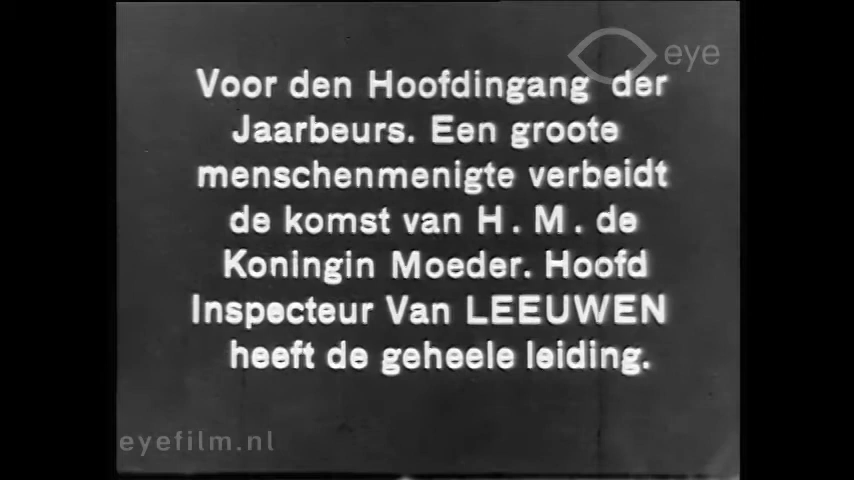 eye
Voor den Hoofdingang der
Jaarbeurs. Een groote
menschenmenigte verbeidt
de komst van H. M. de
Koningin Moeder. Hoofd
Inspecteur Van LEEUWEN
heeft de geheele leiding.
eyefilm.nl